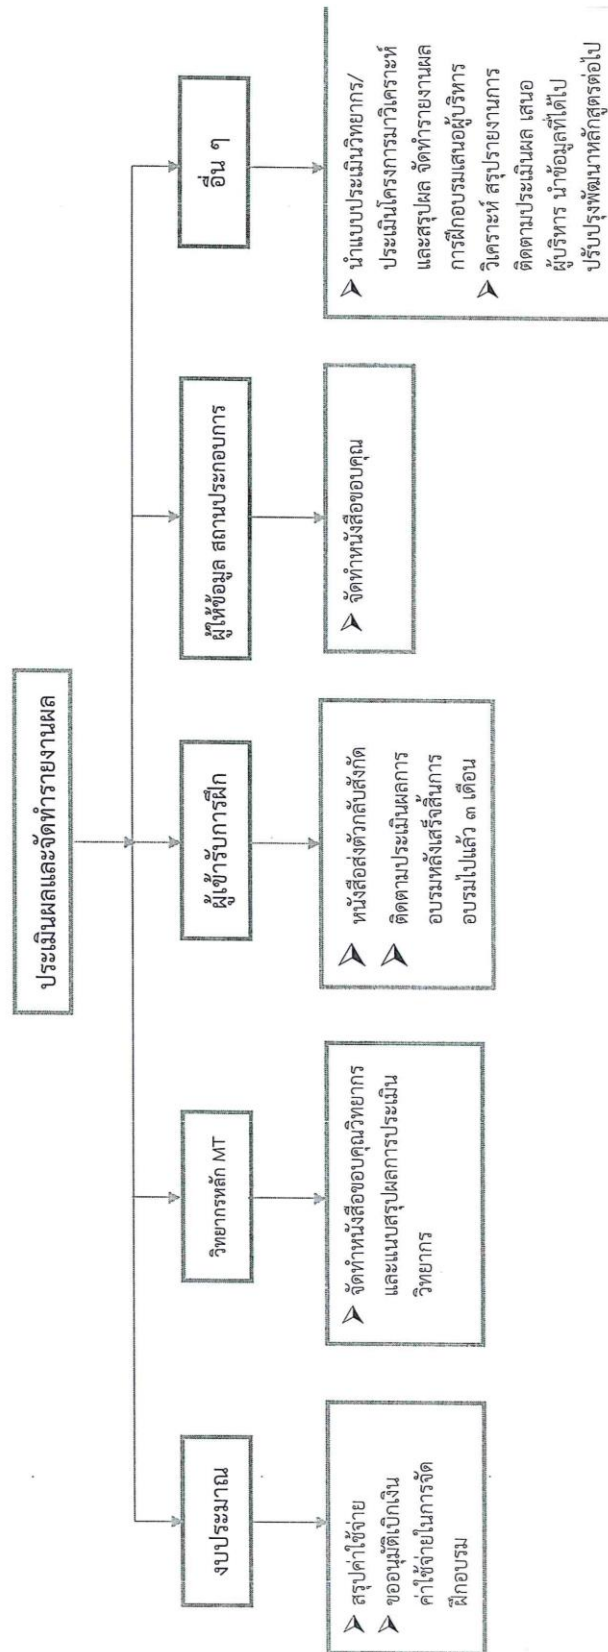 ประเมินผลและจัดทำรายงานผล
งบประมาณ
วิทยากรหลัก MT
ผู้เข้ารับการฝึก
ผู้ให้ข้อมูล สถานประกอบการ
อื่น ๆ
➢ สรุปค่าใช้จ่าย
➢ ขออนุมัติเบิกเงิน
ค่าใช้จ่ายในการจัด
ฝึกอบรม
➢ จัดทำหนังสือขอบคุณวิทยากร
และแนบสรุปผลการประเมิน
วิทยากร
➢ หนังสือส่งตัวกลับสังกัด
➢ ติดตามประเมินผลการ
อบรมหลังเสร็จสิ้นการ
อบรมไปแล้ว ๓ เดือน
➢ จัดทำหนังสือขอบคุณ
➢ นำแบบประเมินวิทยากร/
ประเมินโครงการมาวิเคราะห์
และสรุปผล จัดทำรายงานผล
การฝึกอบรมเสนอผู้บริหาร
➢ วิเคราะห์ สรุปรายงานการ
ติดตามประเมินผล เสนอ
ผู้บริหาร นำข้อมูลที่ได้ไป
ปรับปรุงพัฒนาหลักสูตรต่อไป